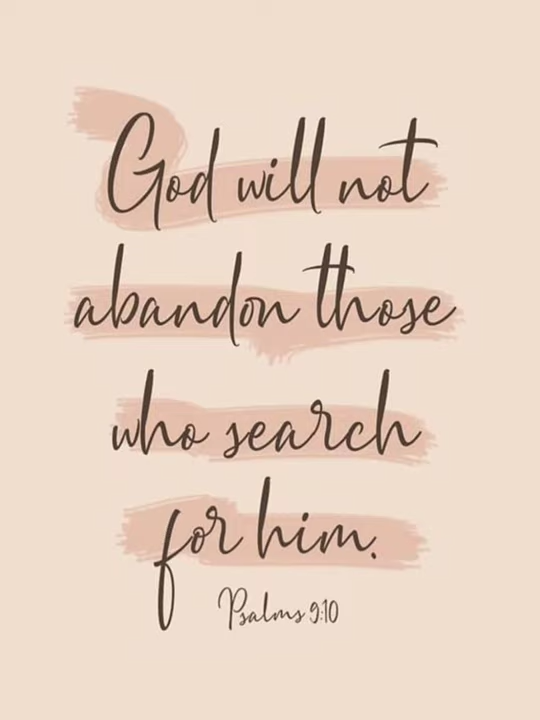 God will not
abandon those
who search
for him.
Psalms 9:10